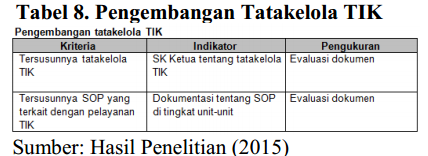 Tabel 8. Pengembangan Tatakelola TIK
Pengembangan tatakelola TIK
Kriteria Indikator Pengukuran
Tersusunnya tatakelola SK Ketua tentang tatakelola Evaluasi dokumen
TIK TIK
Tersusunnya SOP yang Dokumentasi tentang SOP Evaluasi dokumen
terkait dengan pelayanan di tingkat unit-unit
TIK
Sumber: Hasil Penelitian (2015)